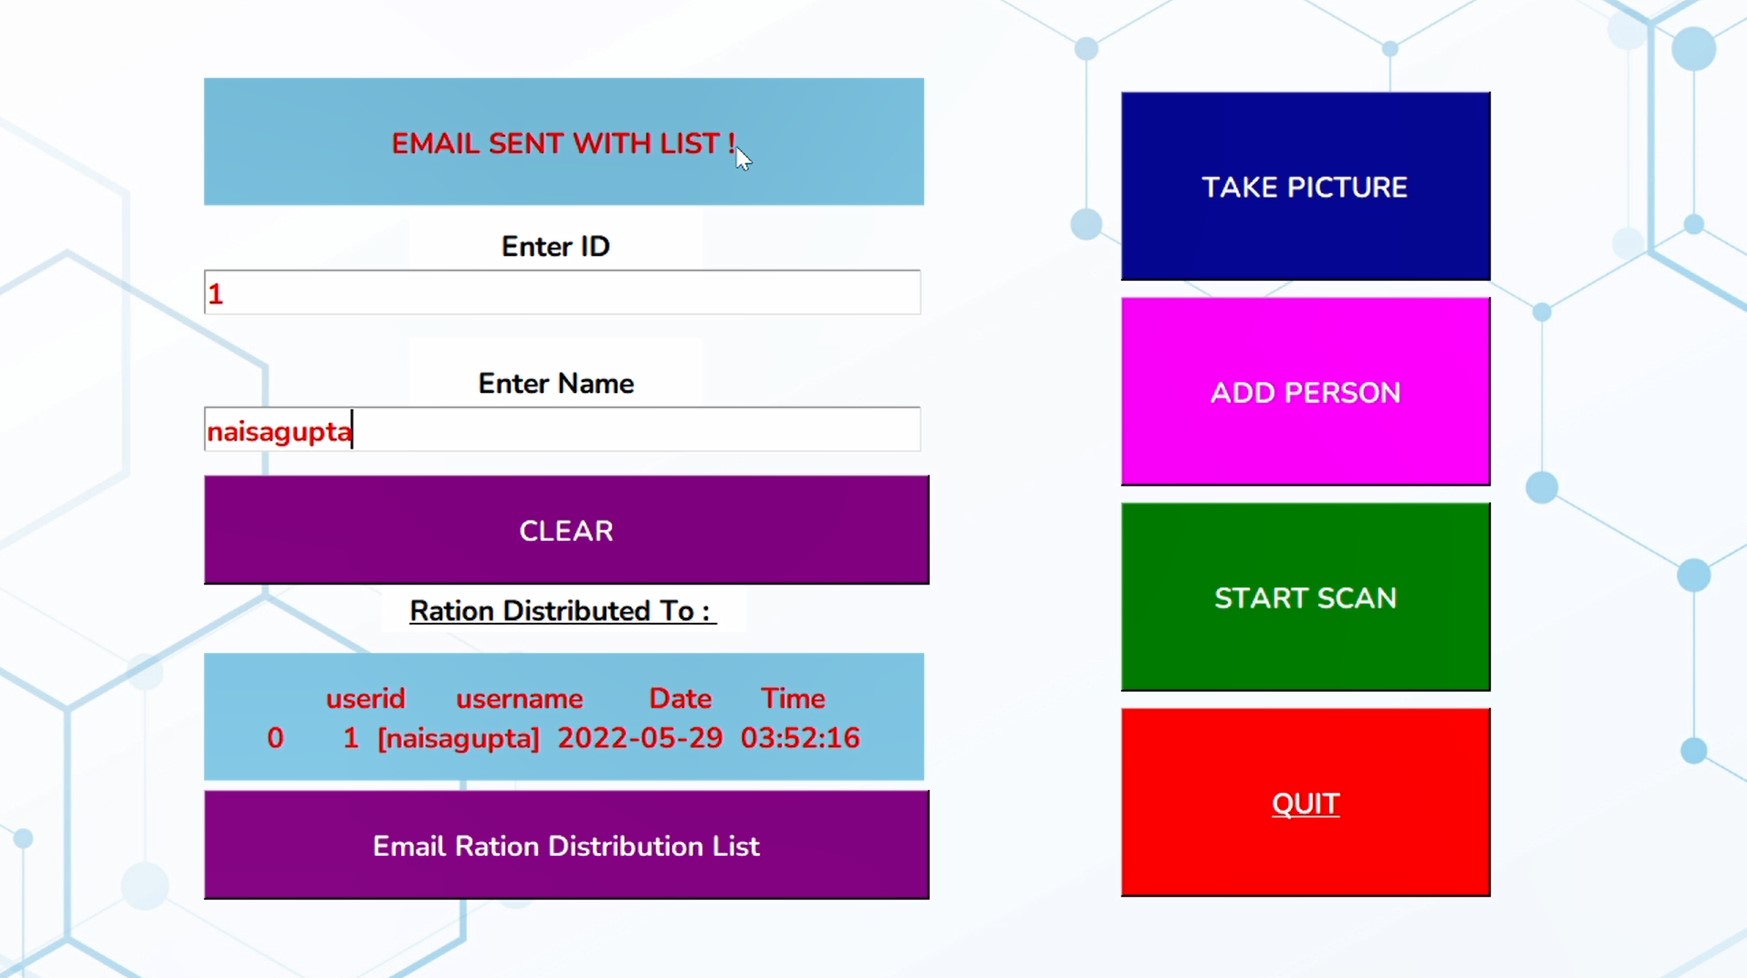 EMAIL SENT WITH LIST !
Enter ID
1
Enter Name
naisagupta
CLEAR
Ration Distributed To :
userid username Date Time
0 1 [naisagupta] 2022-05-29 03:52:16
Email Ration Distribution List
TAKE PICTURE
ADD PERSON
START SCAN
QUIT